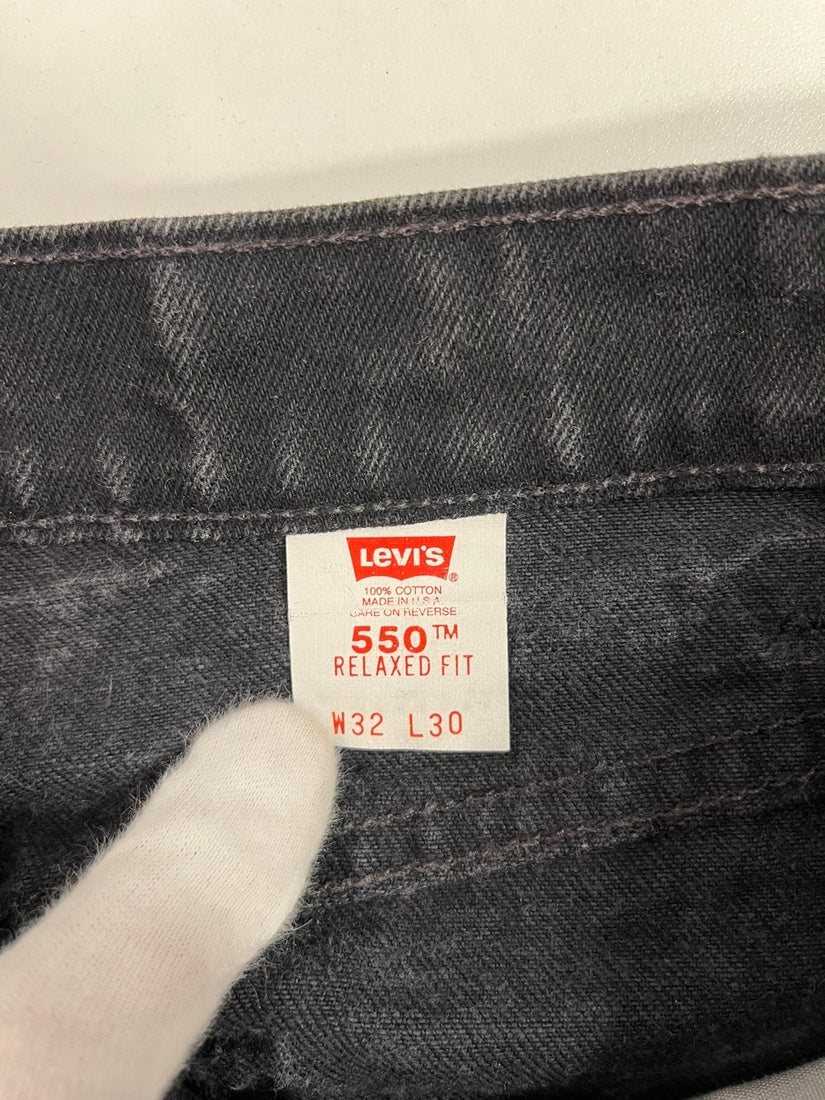 LEVI'S®
100% COTTON
MADE IN U.S.A
CARE ON REVERSE
550™
RELAXED FIT
W32 L30